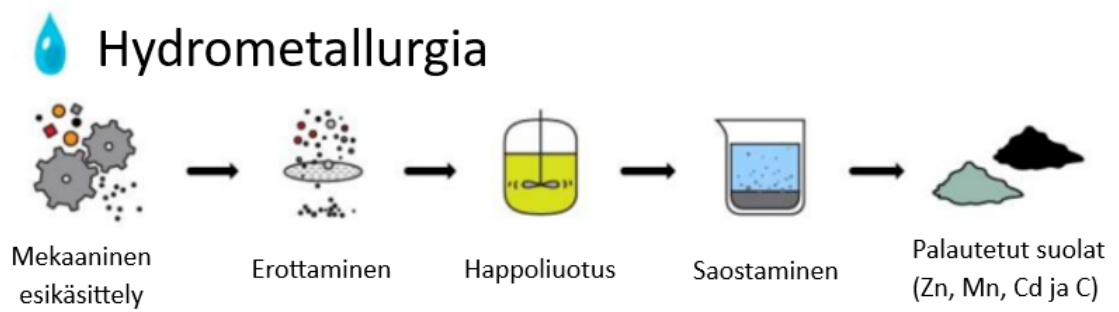 Hydrometallurgia
Mekaaninen
esikäsittely
Erottaminen
Happoliuotus
Saostaminen
Palautetut suolat
(Zn, Mn, Cd ja C)